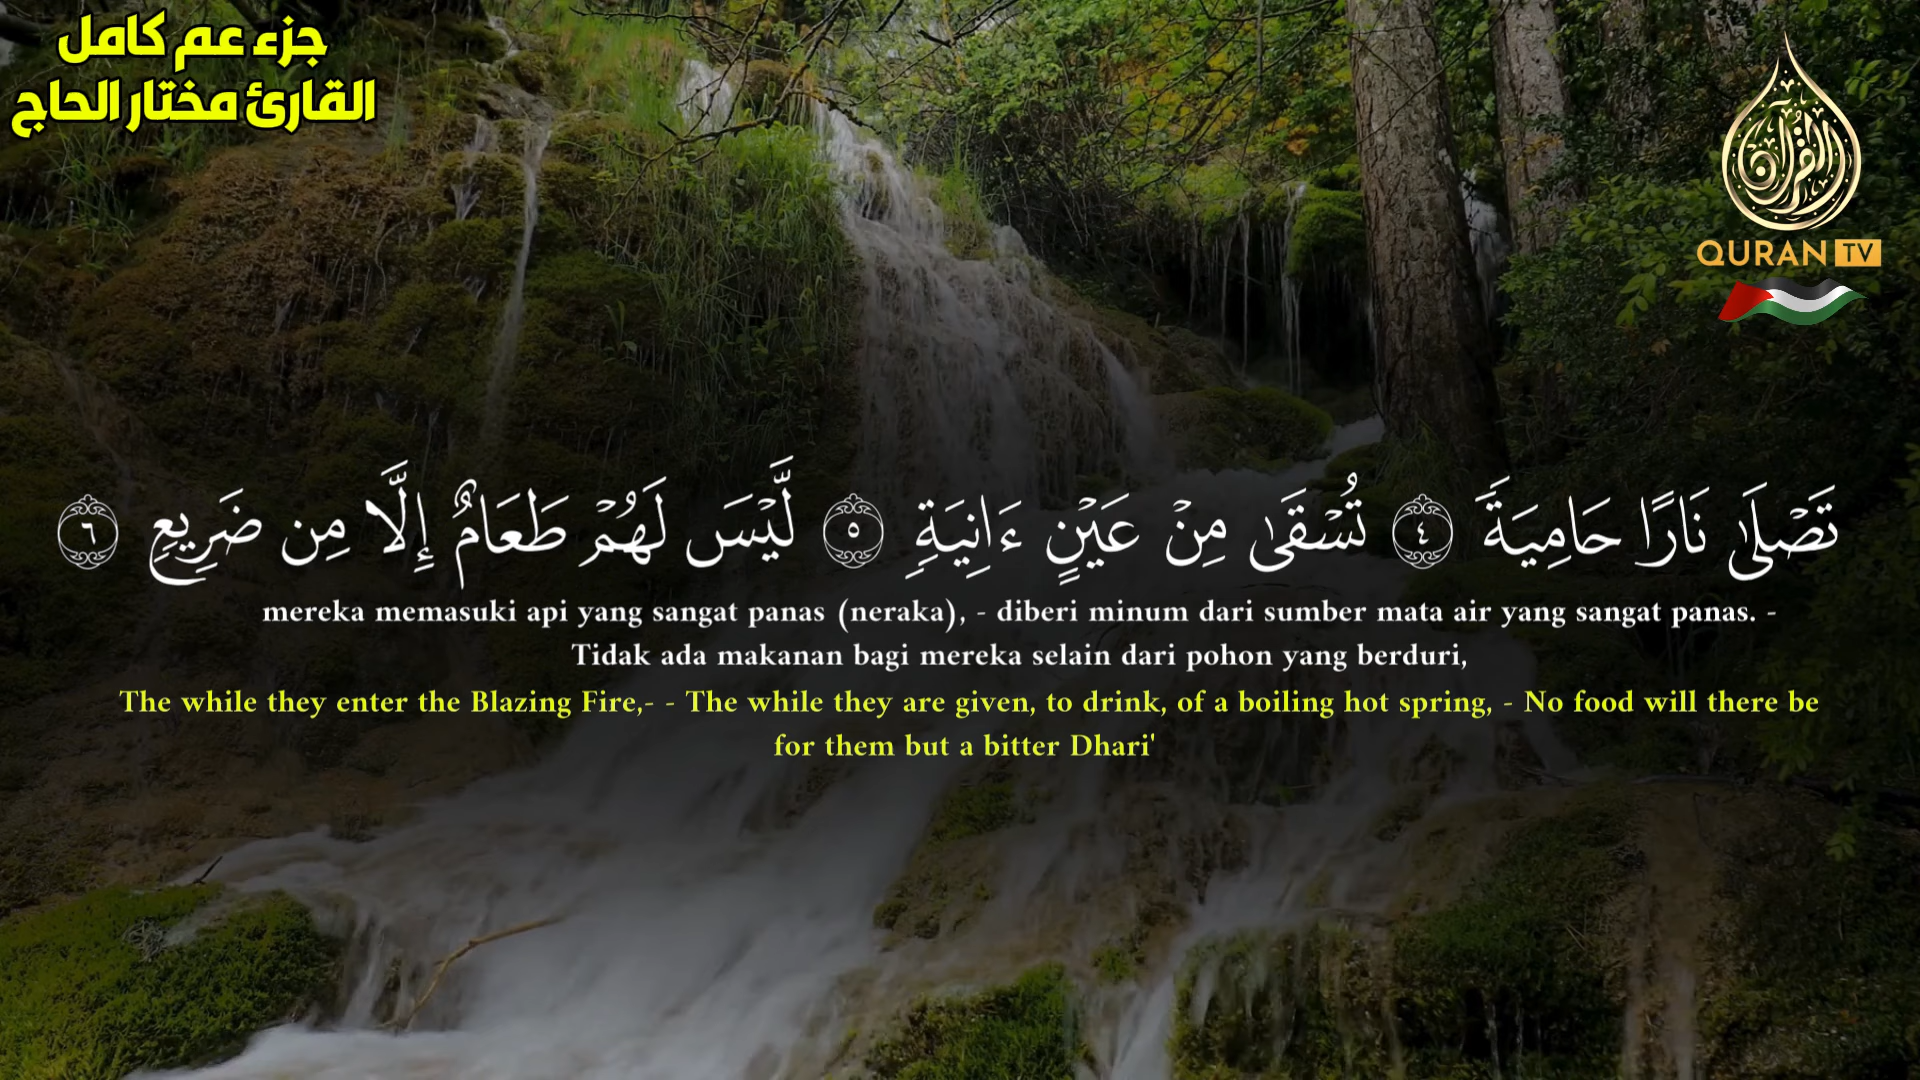 جزء عم كامل
القارئ مختار الحاج
القرآن
QURAN TV
تَصْلَىٰ نَارًا حَامِيَةً ٤ تُسْقَىٰ مِنْ عَيْنٍ ءَانِيَةٍ ٥ لَّيْسَ لَهُمْ طَعَامٌ إِلَّا مِن ضَرِيعٍ ٦
mereka memasuki api yang sangat panas (neraka), - diberi minum dari sumber mata air yang sangat panas. -
Tidak ada makanan bagi mereka selain dari pohon yang berduri,
The while they enter the Blazing Fire,- - The while they are given, to drink, of a boiling hot spring, - No food will there be
for them but a bitter Dhari'